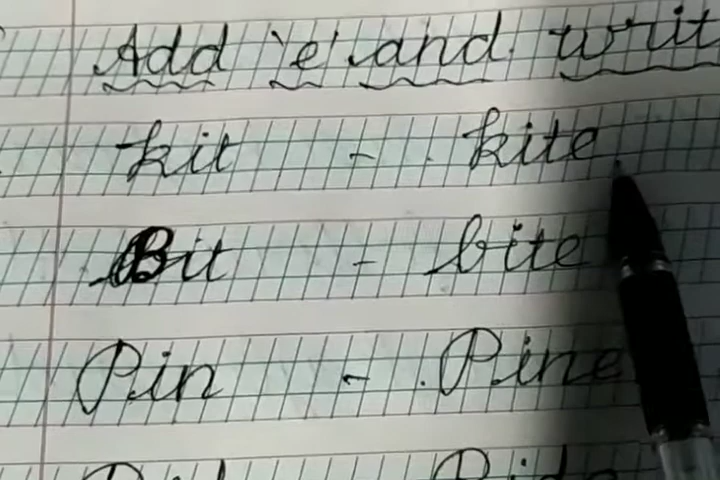 Add 'e' and writ
kit - kite
Bit - bite
Pin - Pine